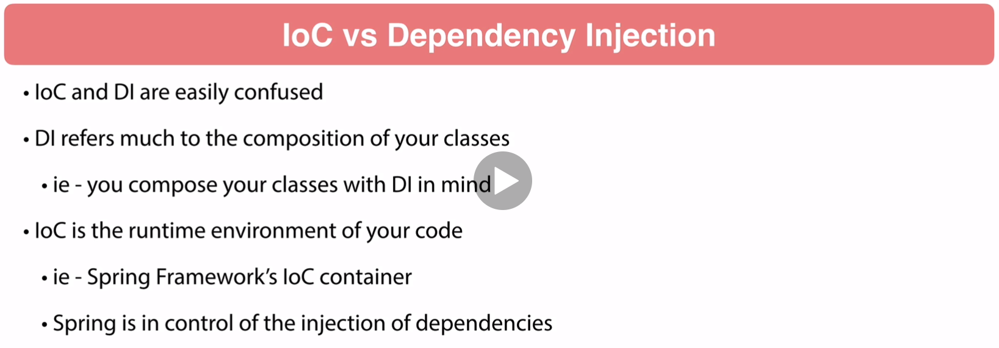 IoC vs Dependency Injection
• IoC and DI are easily confused
• DI refers much to the composition of your classes
• ie - you compose your classes with DI in mind
• IoC is the runtime environment of your code
• ie - Spring Framework’s IoC container
• Spring is in control of the injection of dependencies